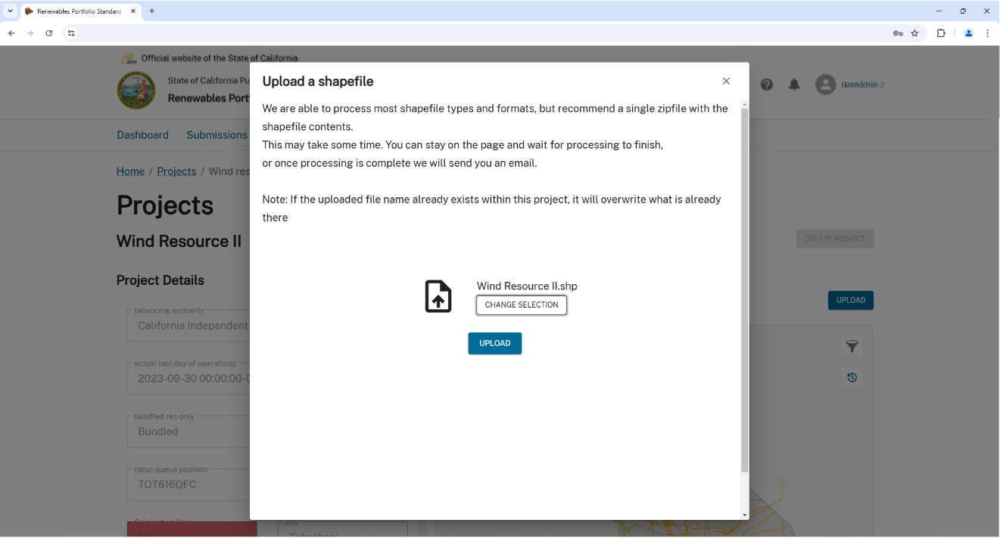 Renewables Portfolio Standard
Official website of the State of California
State of California Pu
Renewables Port
Dashboard Submissions
Home / Projects / Wind res
Projects
Wind Resource II
DELETE PROJECT
Project Details
UPLOAD
balancing authority
California Independent
actual last day of operations
2023-09-30 00:00:00-0
bundled rec only
Bundled
caiso queue position
TOT616QFC
city
Upload a shapefile
We are able to process most shapefile types and formats, but recommend a single zipfile with the
shapefile contents.
This may take some time. You can stay on the page and wait for processing to finish,
or once processing is complete we will send you an email.
Note: If the uploaded file name already exists within this project, it will overwrite what is already
there
Wind Resource II.shp
CHANGE SELECTION
UPLOAD